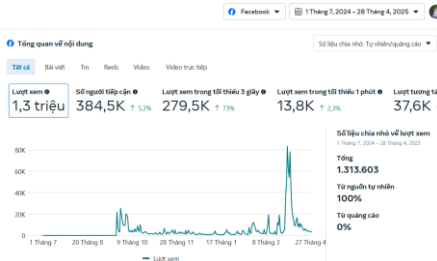 Facebook
1 Tháng 7, 2024 – 28 Tháng 4, 2025
Tổng quan về nội dung
Số liệu chia nhỏ: Tự nhiên/quảng cáo
Tất cả Bài viết Tin Reels Video Video trực tiếp
Lượt xem Số người tiếp cận Lượt xem trong tối thiểu 3 giây Lượt xem trong tối thiểu 1 phút Lượt tương tá
1,3 triệu 384,5K ↑ 5,2% 279,5K ↑ 73% 13,8K ↑ 2,3% 37,6K
Số liệu chia nhỏ về lượt xem
1 Tháng 7, 2024 – 28 Tháng 4, 2025
Tổng
1.313.603
Từ nguồn tự nhiên
100%
Từ quảng cáo
0%
80K
60K
40K
20K
0
1 Tháng 7 20 Tháng 8 9 Tháng 10 28 Tháng 11 17 Tháng 1 8 Tháng 3 27 Tháng 4
Lượt xem